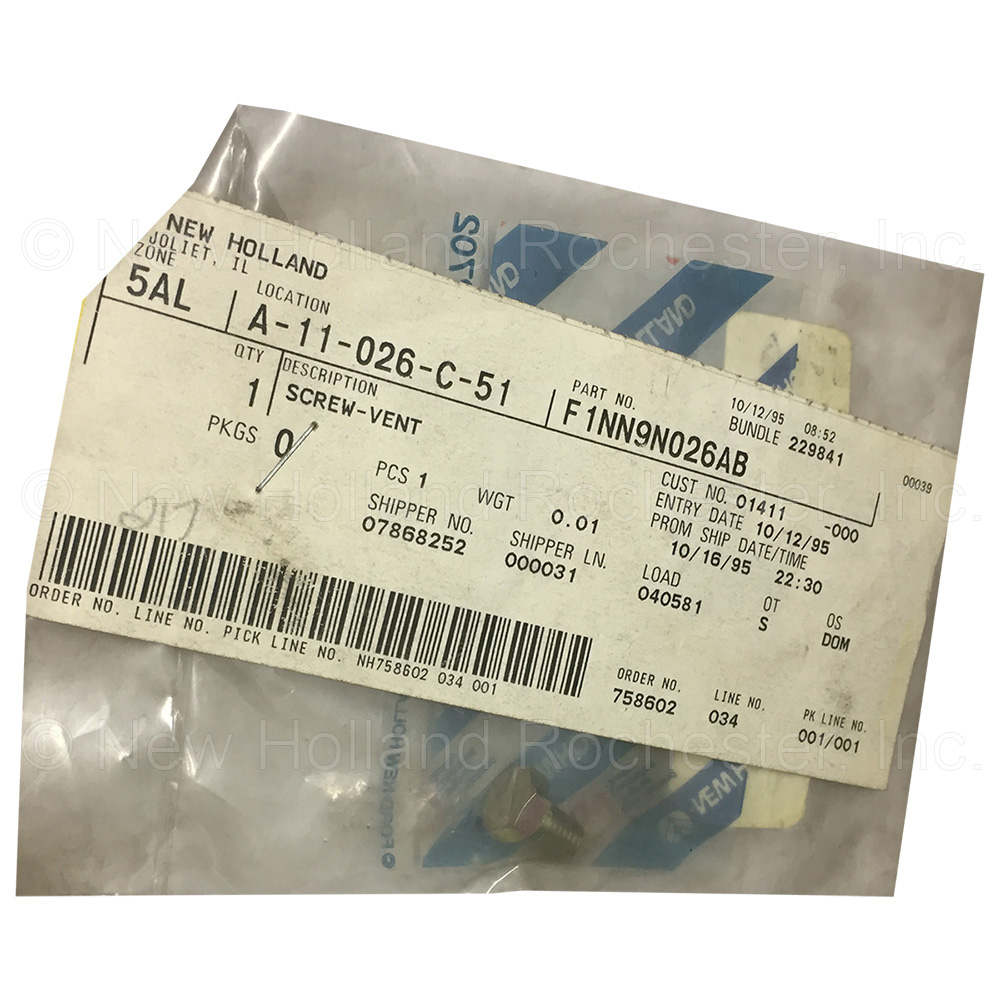 NEW HOLLAND
JOLIET, IL
ZONE
5AL
LOCATION
A-11-026-C-51
PART NO.
F1NN9N026AB
10/12/95 08:52
BUNDLE 229841
00039
QTY
1
DESCRIPTION
SCREW-VENT
PKGS 0
PCS 1
WGT 0.01
CUST NO. 01411 -000
ENTRY DATE 10/12/95
PROM SHIP DATE/TIME
10/16/95 22:30
SHIPPER NO.
07868252
SHIPPER LN.
000031
LOAD
040581
OT
S
OS
DOM
ORDER NO. LINE NO. PICK LINE NO. NH758602 034 001
ORDER NO.
758602
LINE NO.
034
PK LINE NO.
001/001
© FORD NEW HOLL
NEW H
© New Holland Rochester, Inc.
© New Holland Rochester, Inc.
© New Holland Rochester, Inc.